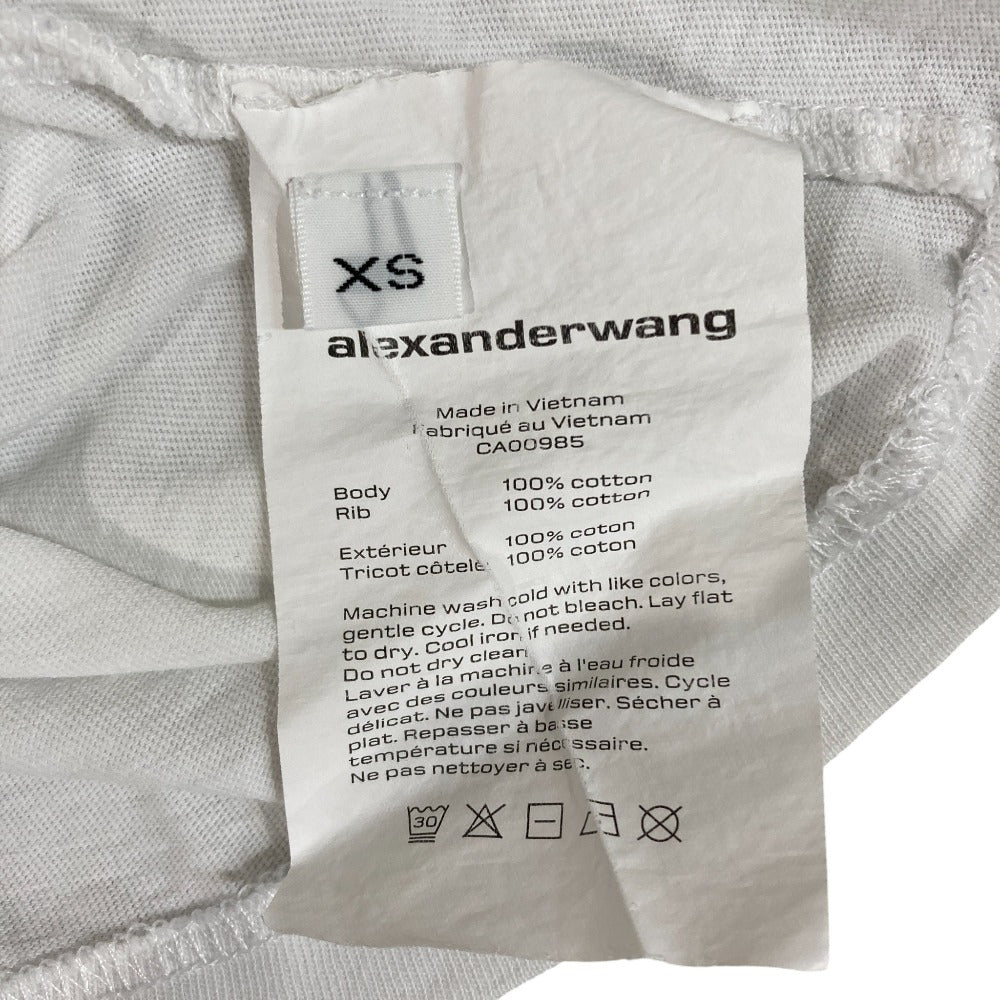 XS
alexanderwang
Made in Vietnam
Fabriqué au Vietnam
CA00985
Body 100% cotton
Rib 100% cotton
Extérieur 100% coton
Tricot côtelé 100% coton
Machine wash cold with like colors,
gentle cycle. Do not bleach. Lay flat
to dry. Cool iron if needed.
Do not dry clean
Laver à la machine à l'eau froide
avec des couleurs similaires. Cycle
délicat. Ne pas javelliser. Sécher à
plat. Repasser à basse
température si nécessaire.
Ne pas nettoyer à sec.
30